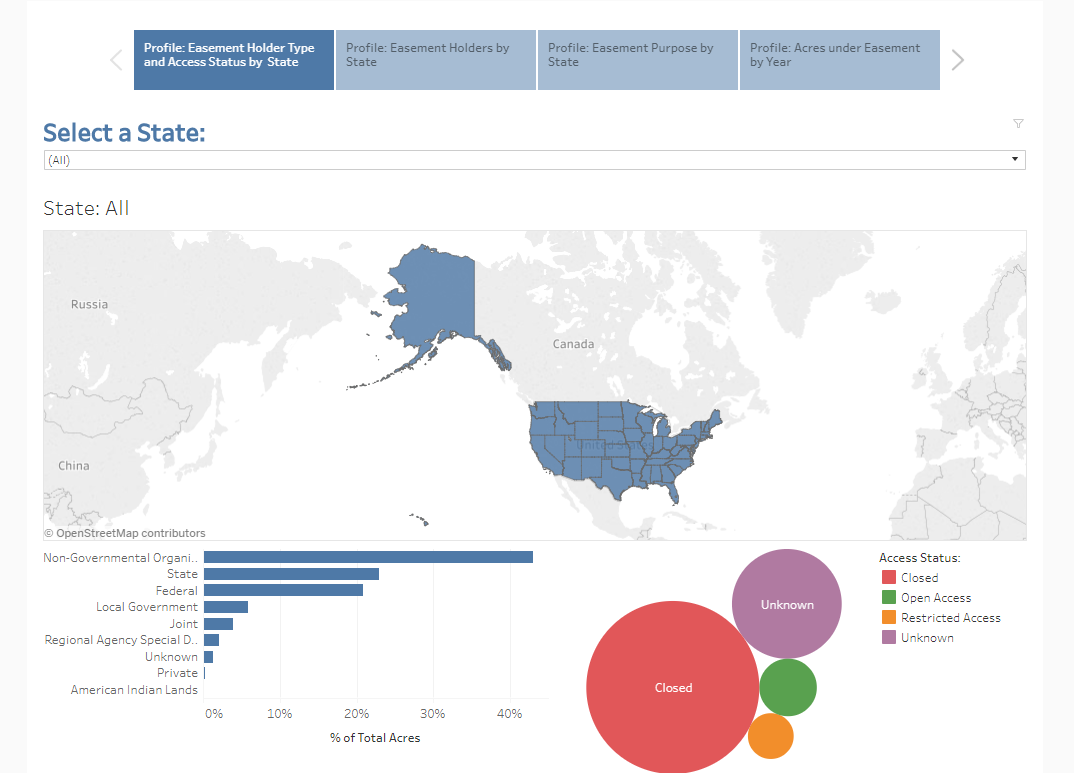 Profile: Easement Holder Type
and Access Status by State
Profile: Easement Holders by
State
Profile: Easement Purpose by
State
Profile: Acres under Easement
by Year
Select a State:
(All)
State: All
Russia
Canada
United States
China
© OpenStreetMap contributors
Non-Governmental Organi..
State
Federal
Local Government
Joint
Regional Agency Special D..
Unknown
Private
American Indian Lands
0%
10%
20%
30%
40%
% of Total Acres
Unknown
Closed
Access Status:
Closed
Open Access
Restricted Access
Unknown